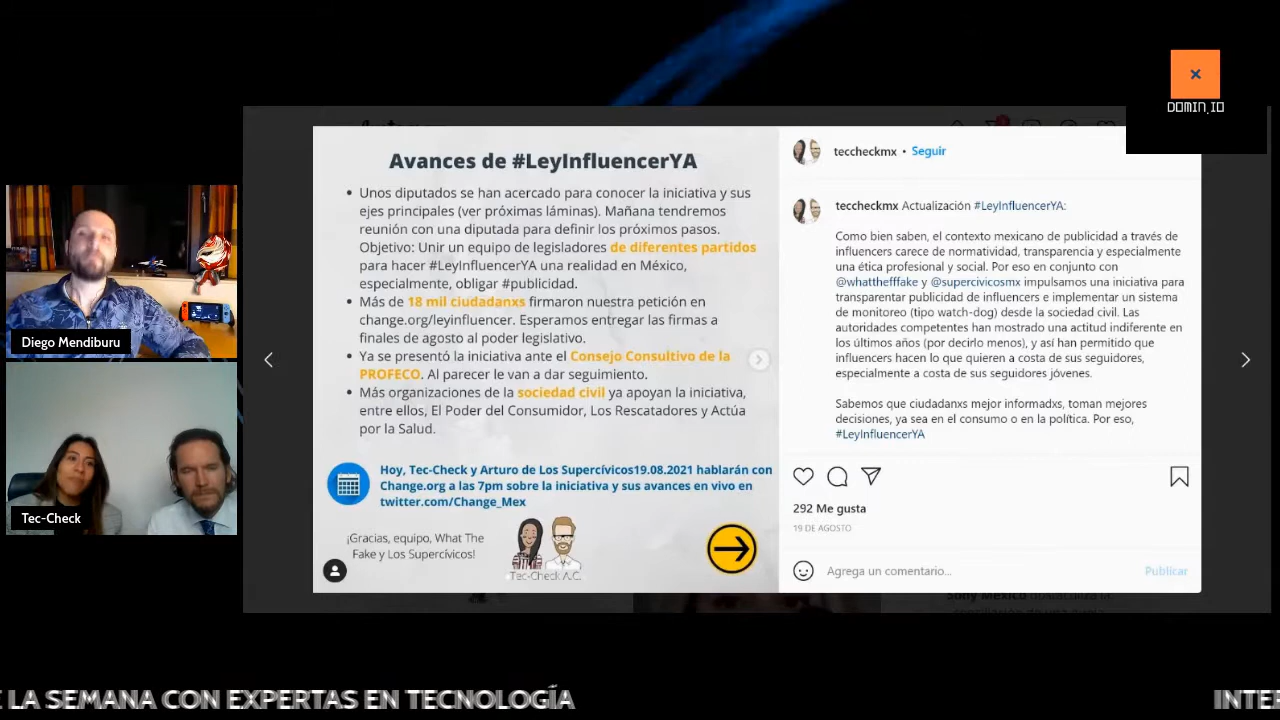 DOMIN.IO
Avances de #LeyInfluencerYA
• Unos diputados se han acercado para conocer la iniciativa y sus
ejes principales (ver próximas láminas). Mañana tendremos
reunión con una diputada para definir los próximos pasos.
Objetivo: Unir un equipo de legisladores de diferentes partidos
para hacer #LeyInfluencerYA una realidad en México,
especialmente, obligar #publicidad.
• Más de 18 mil ciudadanxs firmaron nuestra petición en
change.org/leyinfluencer. Esperamos entregar las firmas a
finales de agosto al poder legislativo.
• Ya se presentó la iniciativa ante el Consejo Consultivo de la
PROFECO. Al parecer le van a dar seguimiento.
• Más organizaciones de la sociedad civil ya apoyan la iniciativa,
entre ellos, El Poder del Consumidor, Los Rescatadores y Actúa
por la Salud.
Hoy, Tec-Check y Arturo de Los Supercívicos19.08.2021 hablarán con
Change.org a las 7pm sobre la iniciativa y sus avances en vivo en
twitter.com/Change_Mex
¡Gracias, equipo, What The
Fake y Los Supercívicos!
Tec-Check A.C.
teccheckmx • Seguir
teccheckmx Actualización #LeyInfluencerYA:
Como bien saben, el contexto mexicano de publicidad a través de
influencers carece de normatividad, transparencia y especialmente
una ética profesional y social. Por eso en conjunto con
@whattheffake y @supercivicosmx impulsamos una iniciativa para
transparentar publicidad de influencers e implementar un sistema
de monitoreo (tipo watch-dog) desde la sociedad civil. Las
autoridades competentes han mostrado una actitud indiferente en
los últimos años (por decirlo menos), y así han permitido que
influencers hacen lo que quieren a costa de sus seguidores,
especialmente a costa de sus seguidores jóvenes.
Sabemos que ciudadanxs mejor informadxs, toman mejores
decisiones, ya sea en el consumo o en la política. Por eso,
#LeyInfluencerYA
292 Me gusta
19 DE AGOSTO
Agrega un comentario...
Publicar
Diego Mendiburu
Tec-Check
LA SEMANA CON EXPERTAS EN TECNOLOGÍA